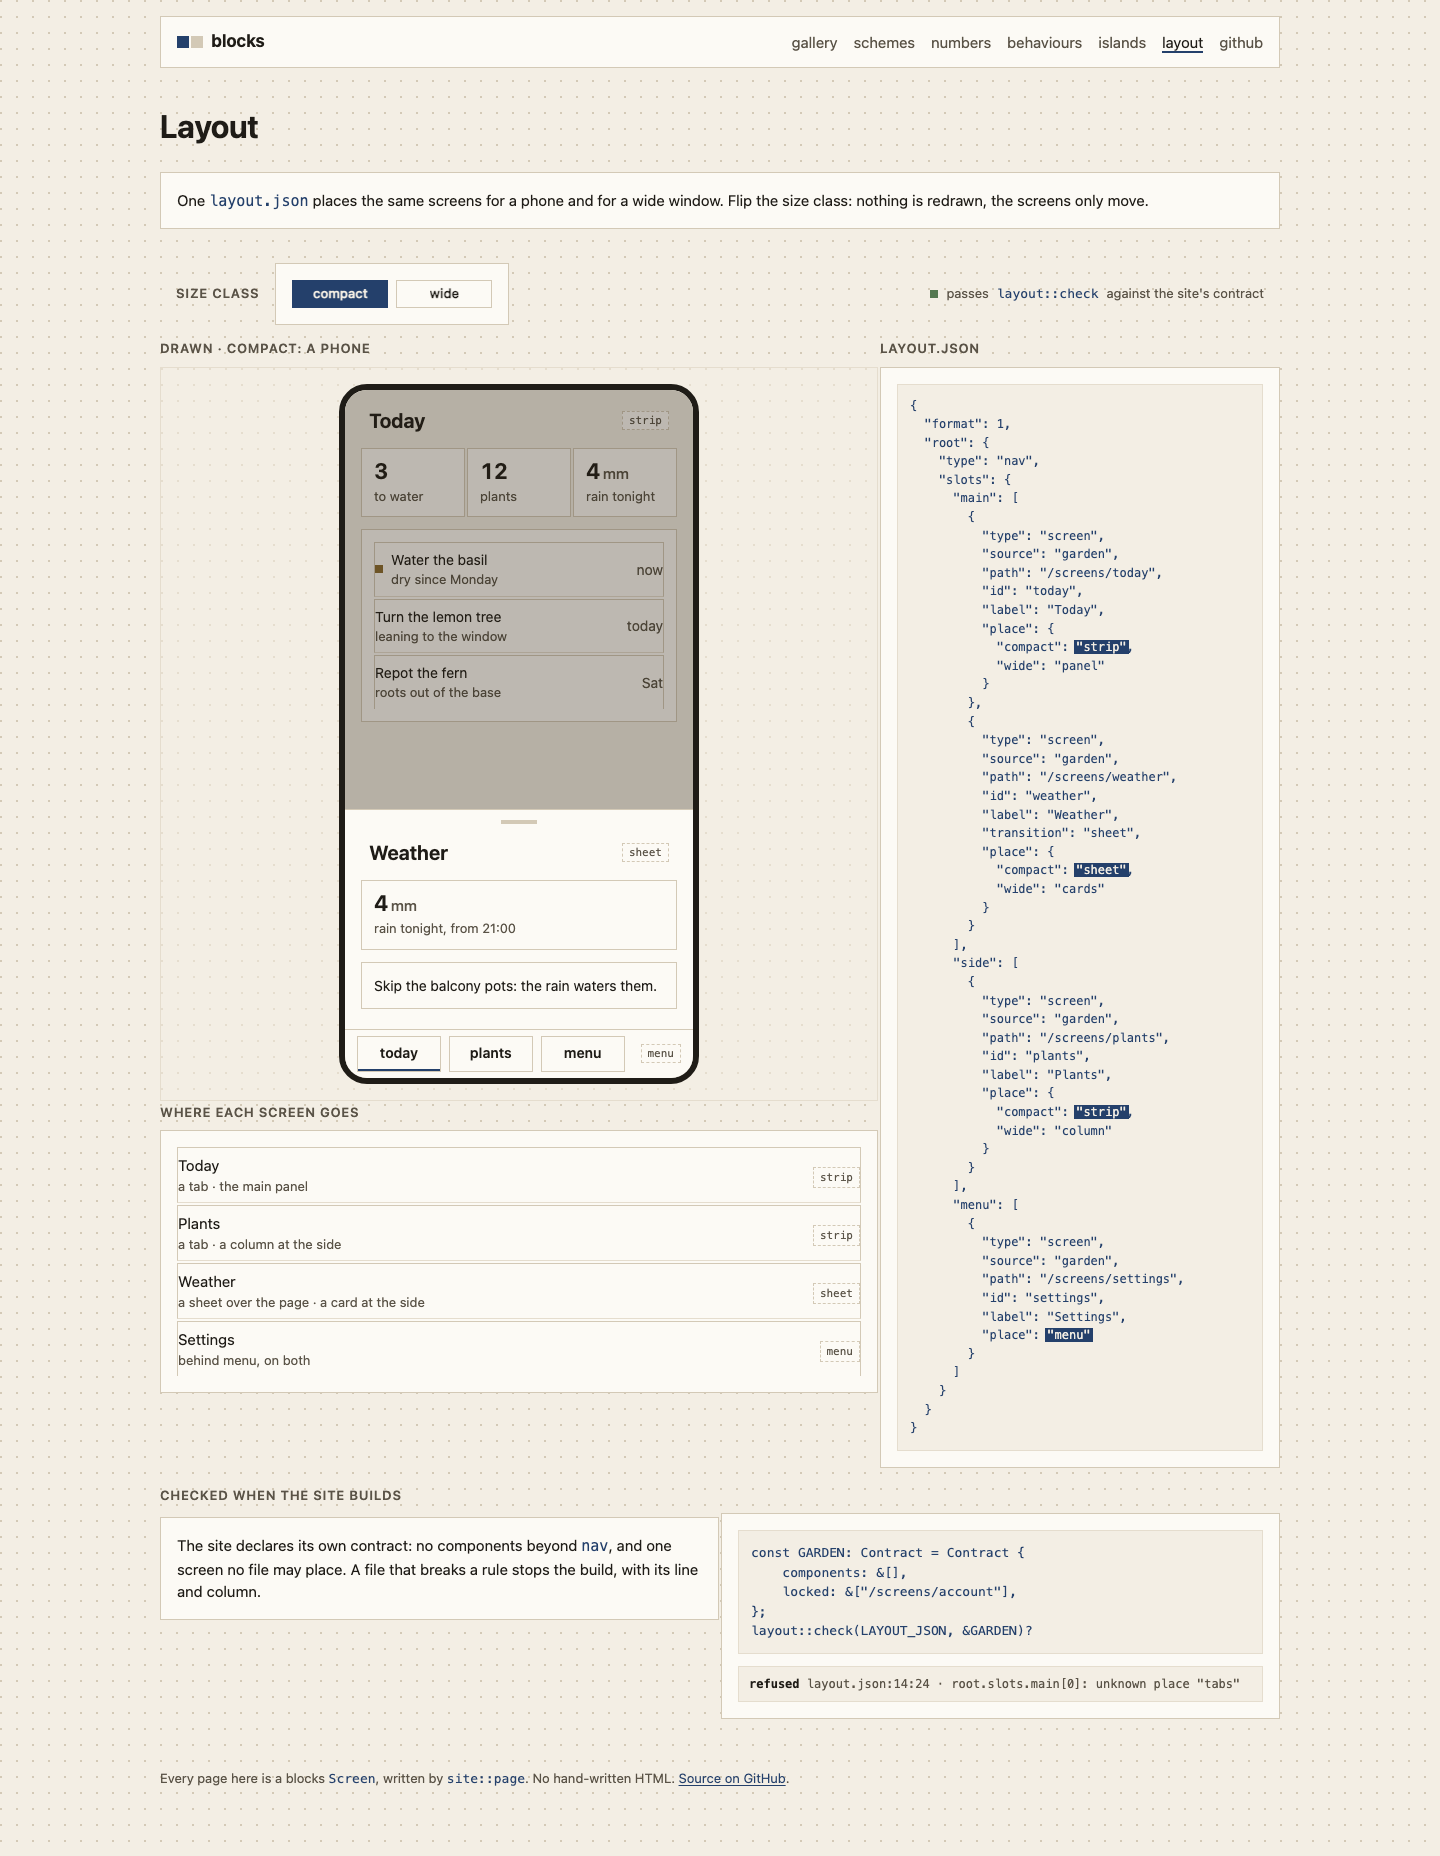 blocks
gallery schemes numbers behaviours islands layout github
Layout
One layout.json places the same screens for a phone and for a wide window. Flip the size class: nothing is redrawn, the screens only move.
SIZE CLASS
compact
wide
passes layout::check against the site's contract
DRAWN · COMPACT: A PHONE
Today
strip
3
to water
12
plants
4 mm
rain tonight
Water the basil
dry since Monday
now
Turn the lemon tree
leaning to the window
today
Repot the fern
roots out of the base
Sat
Weather
sheet
4 mm
rain tonight, from 21:00
Skip the balcony pots: the rain waters them.
today
plants
menu
menu
WHERE EACH SCREEN GOES
Today
a tab · the main panel
strip
Plants
a tab · a column at the side
strip
Weather
a sheet over the page · a card at the side
sheet
Settings
behind menu, on both
menu
LAYOUT.JSON
{
  "format": 1,
  "root": {
    "type": "nav",
    "slots": {
      "main": [
        {
          "type": "screen",
          "source": "garden",
          "path": "/screens/today",
          "id": "today",
          "label": "Today",
          "place": {
            "compact": "strip",
            "wide": "panel"
          }
        },
        {
          "type": "screen",
          "source": "garden",
          "path": "/screens/weather",
          "id": "weather",
          "label": "Weather",
          "transition": "sheet",
          "place": {
            "compact": "sheet",
            "wide": "cards"
          }
        }
      ],
      "side": [
        {
          "type": "screen",
          "source": "garden",
          "path": "/screens/plants",
          "id": "plants",
          "label": "Plants",
          "place": {
            "compact": "strip",
            "wide": "column"
          }
        }
      ],
      "menu": [
        {
          "type": "screen",
          "source": "garden",
          "path": "/screens/settings",
          "id": "settings",
          "label": "Settings",
          "place": "menu"
        }
      ]
    }
  }
}
CHECKED WHEN THE SITE BUILDS
The site declares its own contract: no components beyond nav, and one
screen no file may place. A file that breaks a rule stops the build, with its line
and column.
const GARDEN: Contract = Contract {
    components: &[],
    locked: &["/screens/account"],
};
layout::check(LAYOUT_JSON, &GARDEN)?
refused layout.json:14:24 · root.slots.main[0]: unknown place "tabs"
Every page here is a blocks Screen, written by site::page. No hand-written HTML. Source on GitHub.